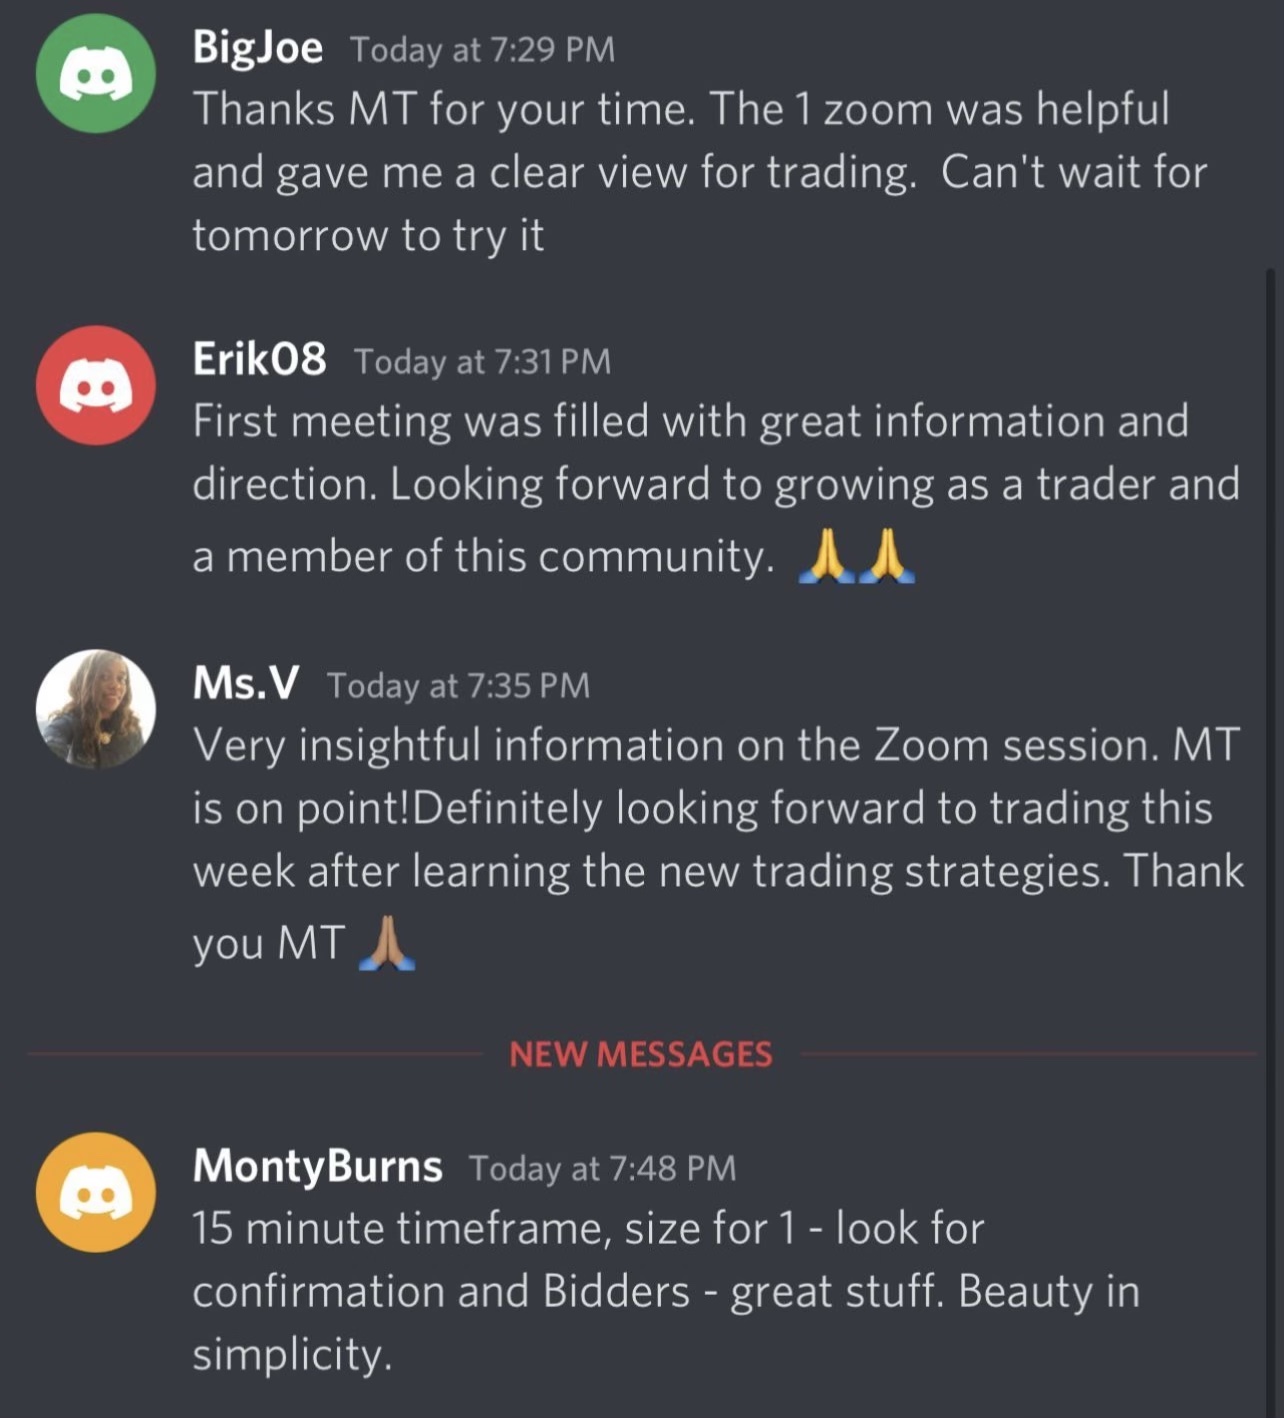 BigJoe Today at 7:29 PM
Thanks MT for your time. The 1 zoom was helpful
and gave me a clear view for trading.  Can't wait for
tomorrow to try it
Erik08 Today at 7:31 PM
First meeting was filled with great information and
direction. Looking forward to growing as a trader and
a member of this community. 🙏🙏
Ms.V Today at 7:35 PM
Very insightful information on the Zoom session. MT
is on point!Definitely looking forward to trading this
week after learning the new trading strategies. Thank
you MT 🙏🏽
NEW MESSAGES
MontyBurns Today at 7:48 PM
15 minute timeframe, size for 1 - look for
confirmation and Bidders - great stuff. Beauty in
simplicity.